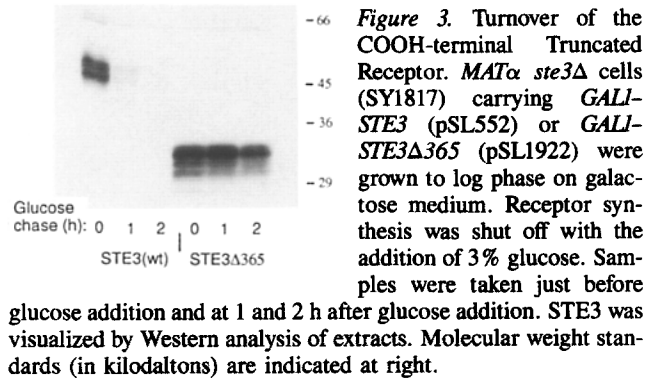 - 66
- 45
- 36
- 29
Glucose
chase (h): 0 1 2 0 1 2
STE3(wt) STE3Δ365
Figure 3. Turnover of the
COOH-terminal Truncated
Receptor. MATα ste3Δ cells
(SY1817) carrying GAL1-
STE3 (pSL552) or GAL1-
STE3Δ365 (pSL1922) were
grown to log phase on galac-
tose medium. Receptor syn-
thesis was shut off with the
addition of 3% glucose. Sam-
ples were taken just before
glucose addition and at 1 and 2 h after glucose addition. STE3 was
visualized by Western analysis of extracts. Molecular weight stan-
dards (in kilodaltons) are indicated at right.